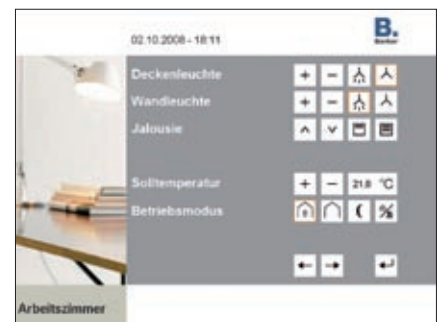 02.10.2008 - 18:11
B.
Berker
Deckenleuchte + -
Wandleuchte + -
Jalousie
Solltemperatur + - 21.8 °C
Betriebsmodus
Arbeitszimmer